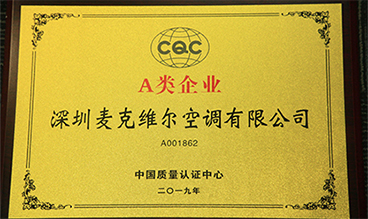 CQC
A类企业
深圳麦克维尔空调有限公司
A001862
中国质量认证中心
二〇一九年